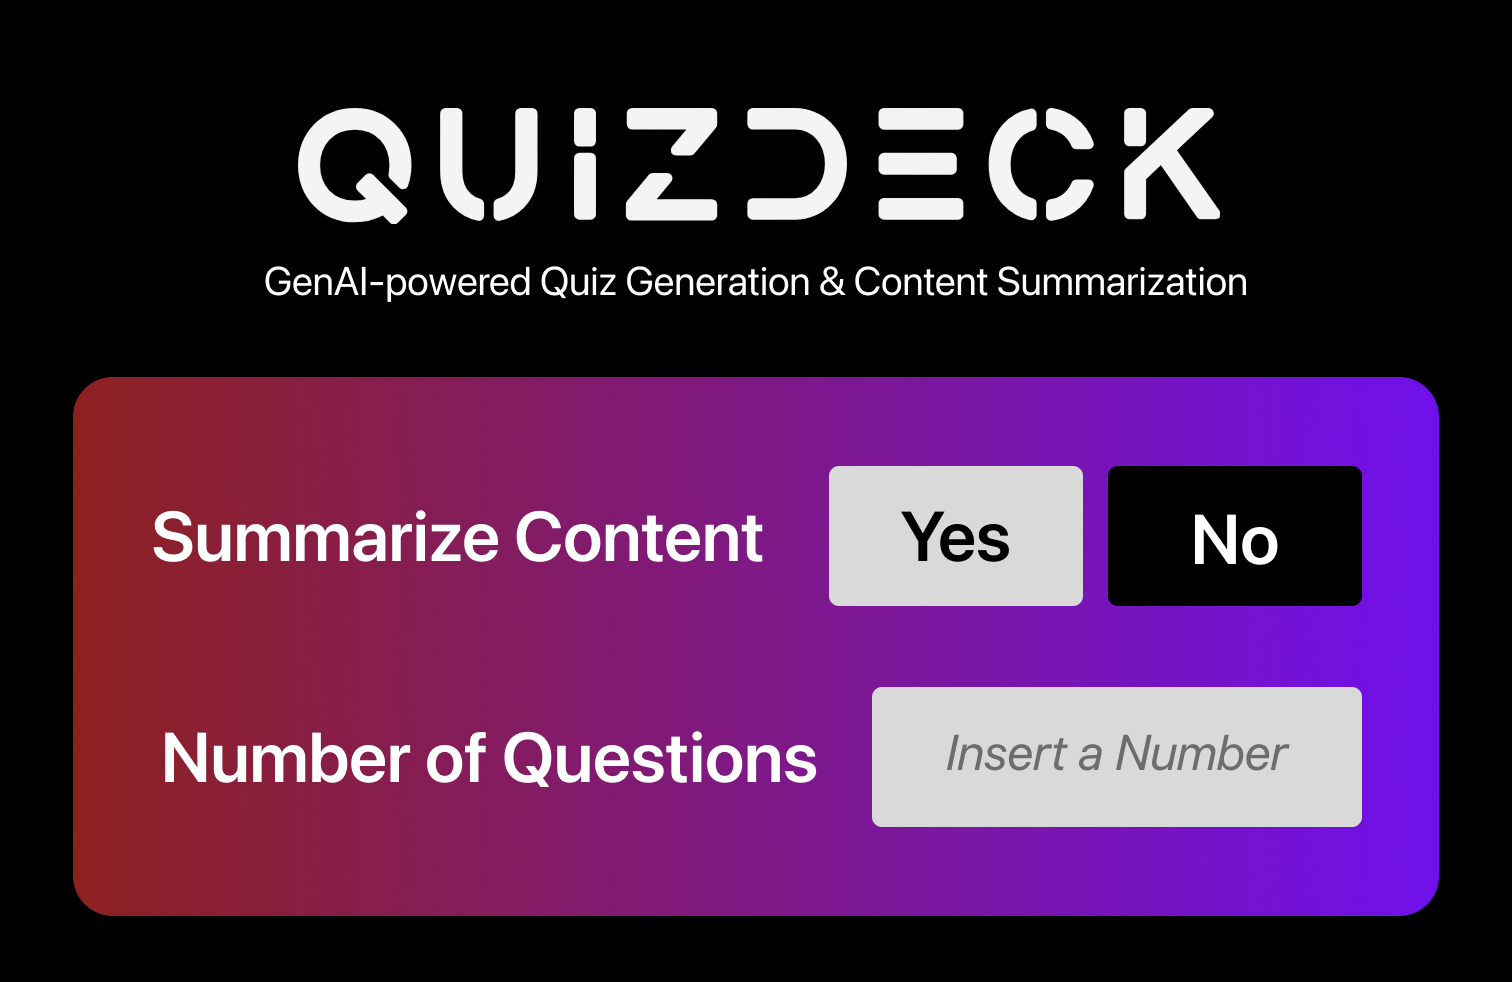 QUIZDECK
GenAI-powered Quiz Generation & Content Summarization
Summarize Content
Yes
No
Number of Questions
Insert a Number